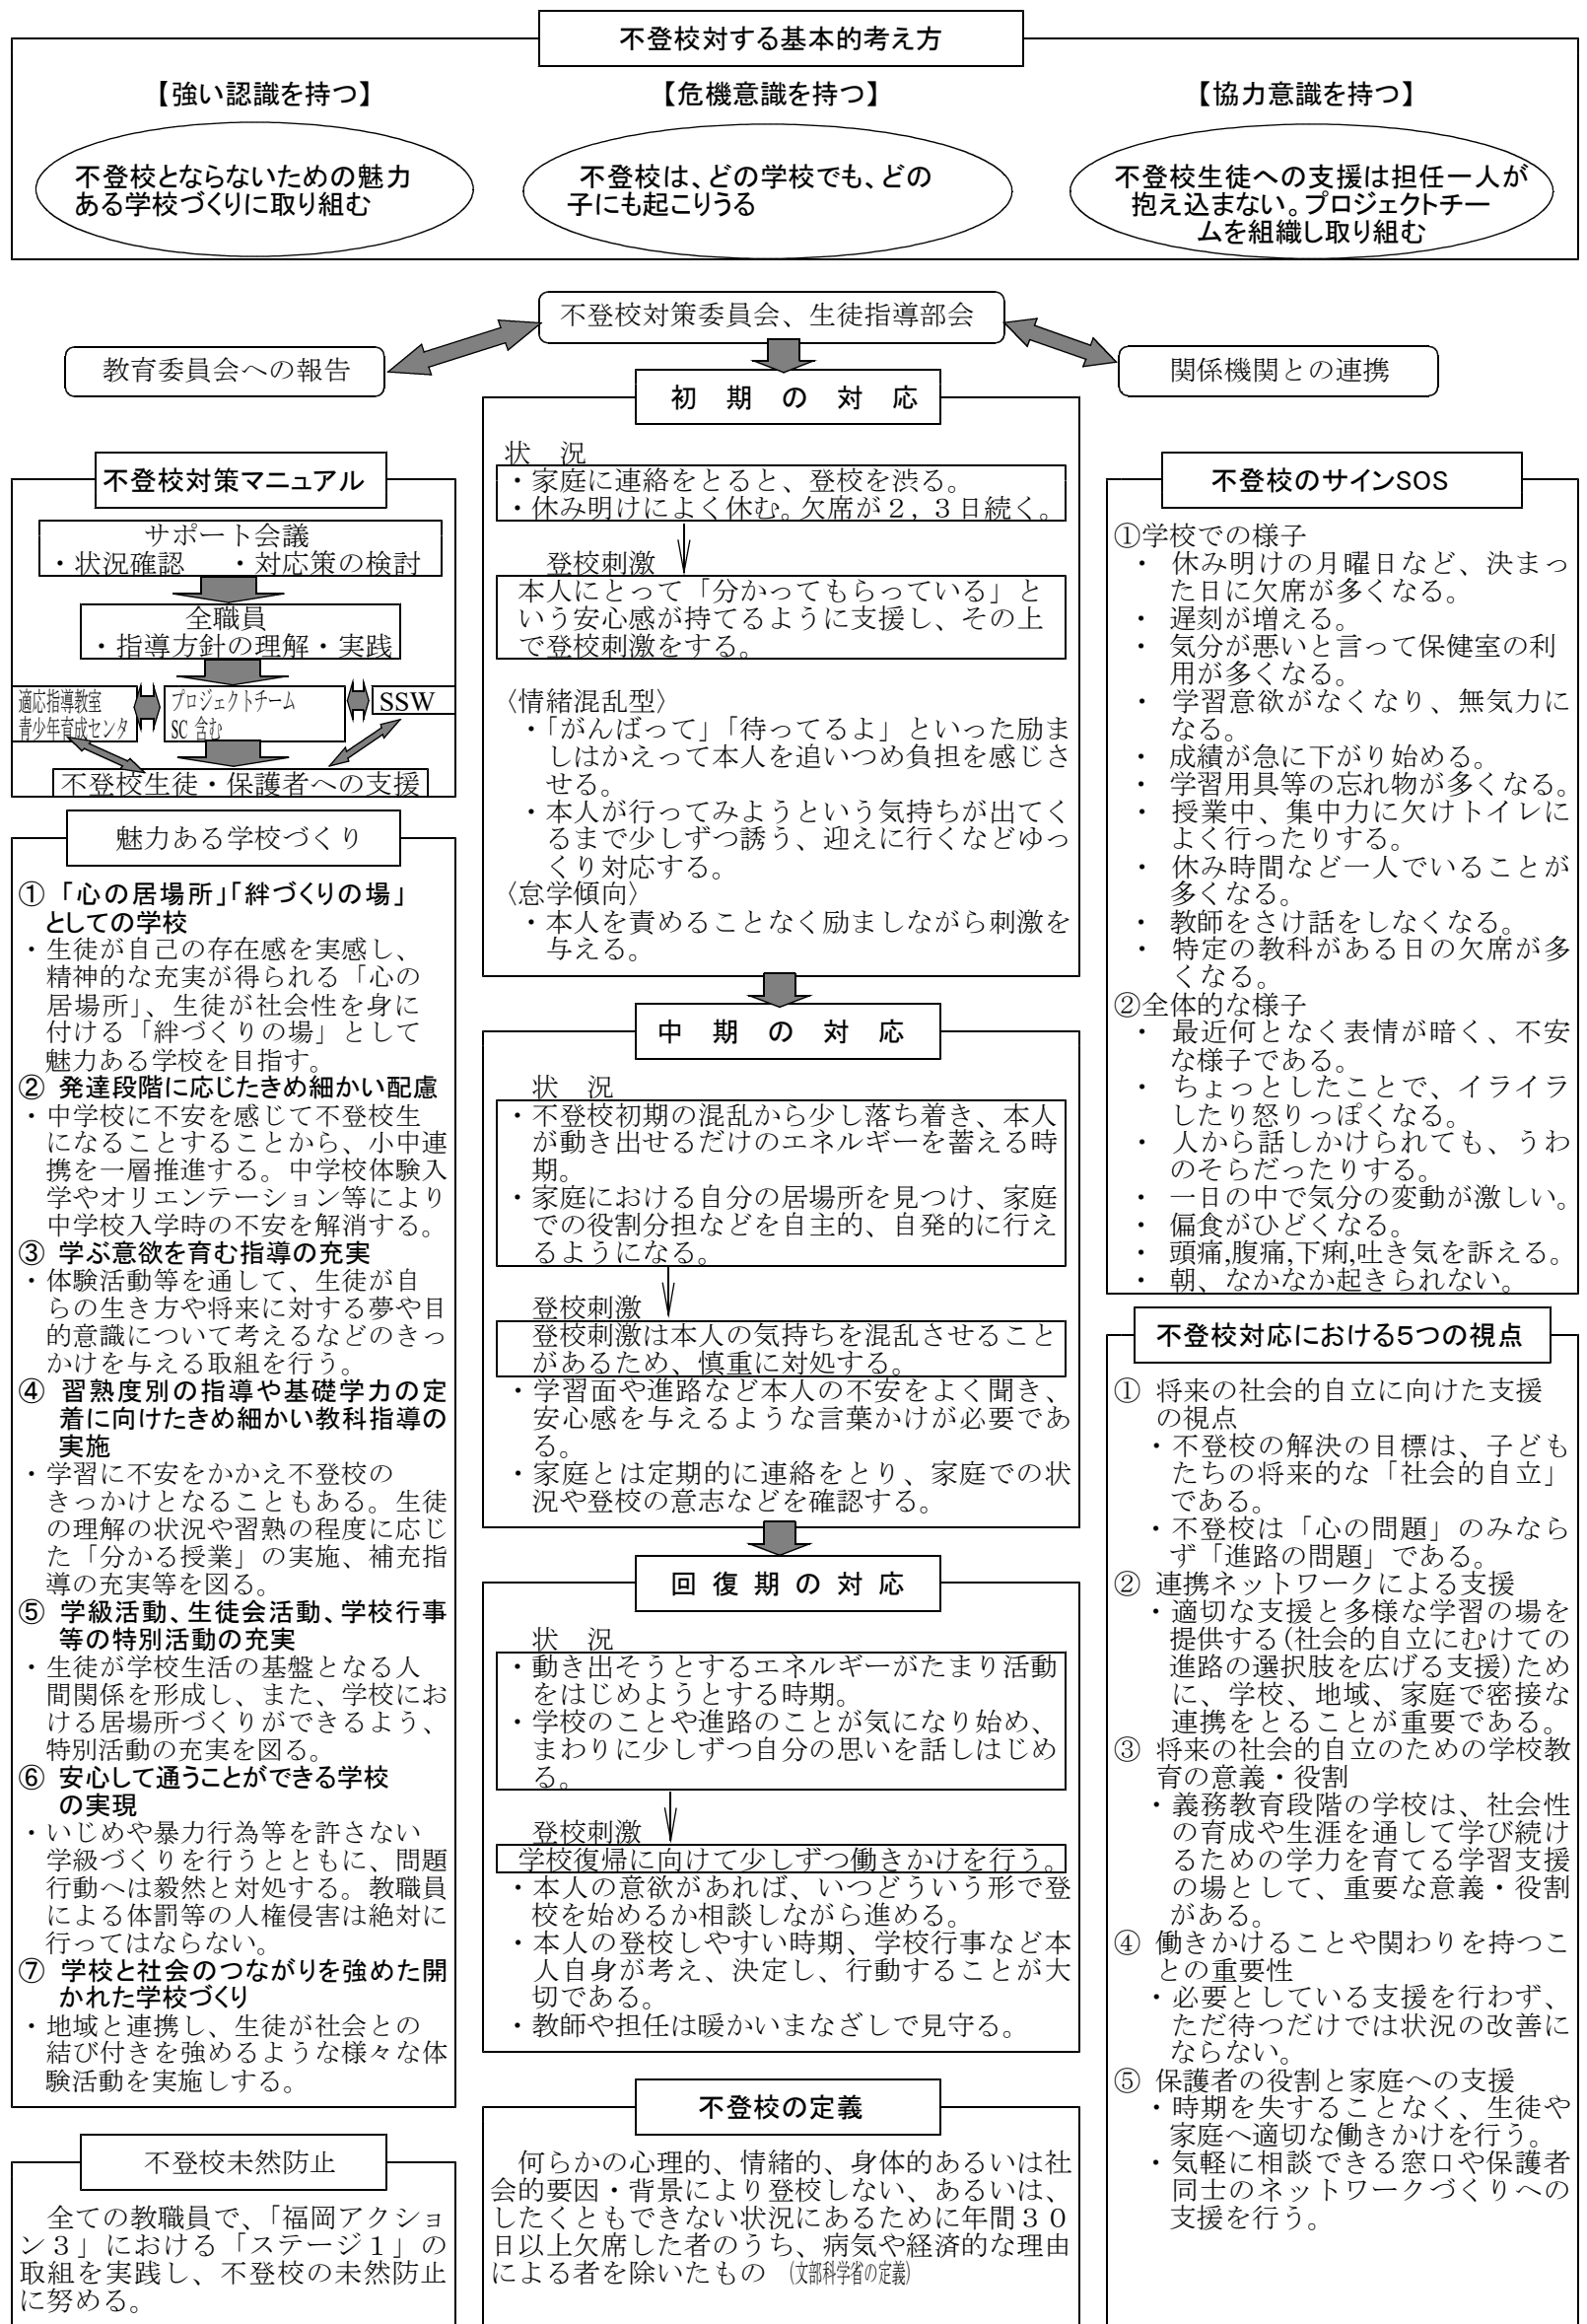 不登校対する基本的考え方
【強い認識を持つ】
【危機意識を持つ】
【協力意識を持つ】
不登校とならないための魅力
ある学校づくりに取り組む
不登校は、どの学校でも、どの
子にも起こりうる
不登校生徒への支援は担任一人が
抱え込まない。プロジェクトチー
ムを組織し取り組む
不登校対策委員会、生徒指導部会
教育委員会への報告
関係機関との連携
不登校対策マニュアル
サポート会議
・状況確認　・対応策の検討
全職員
・指導方針の理解・実践
適応指導教室
青少年育成センタ
プロジェクトチーム
SC 含む
SSW
不登校生徒・保護者への支援
魅力ある学校づくり
① 「心の居場所」「絆づくりの場」
としての学校
・生徒が自己の存在感を実感し、
精神的な充実が得られる「心の
居場所」、生徒が社会性を身に
付ける「絆づくりの場」として
魅力ある学校を目指す。
② 発達段階に応じたきめ細かい配慮
・中学校に不安を感じて不登校生
になることすることから、小中連
携を一層推進する。中学校体験入
学やオリエンテーション等により
中学校入学時の不安を解消する。
③ 学ぶ意欲を育む指導の充実
・体験活動等を通して、生徒が自
らの生き方や将来に対する夢や目
的意識について考えるなどのきっ
かけを与える取組を行う。
④ 習熟度別の指導や基礎学力の定
着に向けたきめ細かい教科指導の
実施
・学習に不安をかかえ不登校の
きっかけとなることもある。生徒
の理解の状況や習熟の程度に応じ
た「分かる授業」の実施、補充指
導の充実等を図る。
⑤ 学級活動、生徒会活動、学校行事
等の特別活動の充実
・生徒が学校生活の基盤となる人
間関係を形成し、また、学校にお
ける居場所づくりができるよう、
特別活動の充実を図る。
⑥ 安心して通うことができる学校
の実現
・いじめや暴力行為等を許さない
学級づくりを行うとともに、問題
行動へは毅然と対処する。教職員
による体罰等の人権侵害は絶対に
行ってはならない。
⑦ 学校と社会のつながりを強めた開
かれた学校づくり
・地域と連携し、生徒が社会との
結び付きを強めるような様々な体
験活動を実施しする。
不登校未然防止
全ての教職員で、「福岡アクショ
ン３」における「ステージ１」の
取組を実践し、不登校の未然防止
に努める。
初期の対応
状　況
・家庭に連絡をとると、登校を渋る。
・休み明けによく休む。欠席が２，３日続く。
登校刺激
本人にとって「分かってもらっている」と
いう安心感が持てるように支援し、その上
で登校刺激をする。
〈情緒混乱型〉
・「がんばって」「待ってるよ」といった励ま
しはかえって本人を追いつめ負担を感じさ
せる。
・本人が行ってみようという気持ちが出てく
るまで少しずつ誘う、迎えに行くなどゆっ
くり対応する。
〈怠学傾向〉
・本人を責めることなく励ましながら刺激を
与える。
中期の対応
状　況
・不登校初期の混乱から少し落ち着き、本人
が動き出せるだけのエネルギーを蓄える時
期。
・家庭における自分の居場所を見つけ、家庭
での役割分担などを自主的、自発的に行え
るようになる。
登校刺激
登校刺激は本人の気持ちを混乱させること
があるため、慎重に対処する。
・学習面や進路など本人の不安をよく聞き、
安心感を与えるような言葉かけが必要であ
る。
・家庭とは定期的に連絡をとり、家庭での状
況や登校の意志などを確認する。
回復期の対応
状　況
・動き出そうとするエネルギーがたまり活動
をはじめようとする時期。
・学校のことや進路のことが気になり始め、
まわりに少しずつ自分の思いを話しはじめ
る。
登校刺激
学校復帰に向けて少しずつ働きかけを行う。
・本人の意欲があれば、いつどういう形で登
校を始めるか相談しながら進める。
・本人の登校しやすい時期、学校行事など本
人自身が考え、決定し、行動することが大
切である。
・教師や担任は暖かいまなざしで見守る。
不登校の定義
何らかの心理的、情緒的、身体的あるいは社
会的要因・背景により登校しない、あるいは、
したくともできない状況にあるために年間３０
日以上欠席した者のうち、病気や経済的な理由
による者を除いたもの　(文部科学省の定義)
不登校のサインSOS
①学校での様子
・ 休み明けの月曜日など、決まっ
た日に欠席が多くなる。
・ 遅刻が増える。
・ 気分が悪いと言って保健室の利
用が多くなる。
・ 学習意欲がなくなり、無気力に
なる。
・ 成績が急に下がり始める。
・ 学習用具等の忘れ物が多くなる。
・ 授業中、集中力に欠けトイレに
よく行ったりする。
・ 休み時間など一人でいることが
多くなる。
・ 教師をさけ話をしなくなる。
・ 特定の教科がある日の欠席が多
くなる。
②全体的な様子
・ 最近何となく表情が暗く、不安
な様子である。
・ ちょっとしたことで、イライラ
したり怒りっぽくなる。
・ 人から話しかけられても、うわ
のそらだったりする。
・ 一日の中で気分の変動が激しい。
・ 偏食がひどくなる。
・ 頭痛,腹痛,下痢,吐き気を訴える。
・ 朝、なかなか起きられない。
不登校対応における５つの視点
① 将来の社会的自立に向けた支援
の視点
・不登校の解決の目標は、子ども
たちの将来的な「社会的自立」
である。
・不登校は「心の問題」のみなら
ず「進路の問題」である。
② 連携ネットワークによる支援
・適切な支援と多様な学習の場を
提供する(社会的自立にむけての
進路の選択肢を広げる支援)ため
に、学校、地域、家庭で密接な
連携をとることが重要である。
③ 将来の社会的自立のための学校教
育の意義・役割
・義務教育段階の学校は、社会性
の育成や生涯を通して学び続け
るための学力を育てる学習支援
の場として、重要な意義・役割
がある。
④ 働きかけることや関わりを持つこ
との重要性
・必要としている支援を行わず、
ただ待つだけでは状況の改善に
ならない。
⑤ 保護者の役割と家庭への支援
・時期を失することなく、生徒や
家庭へ適切な働きかけを行う。
・気軽に相談できる窓口や保護者
同士のネットワークづくりへの
支援を行う。